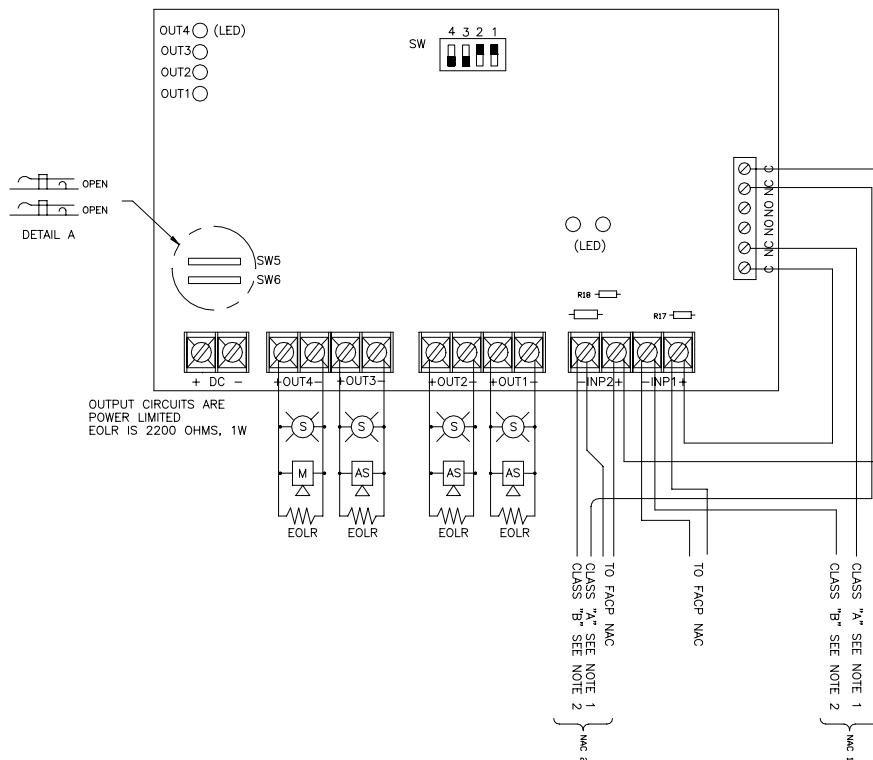 OUT4 (LED)
OUT3
OUT2
OUT1
SW
4 3 2 1
OPEN
OPEN
DETAIL A
SW5
SW6
(LED)
R18
R17
C
NC
NO
NO
NC
C
+ DC -
+OUT4-
+OUT3-
+OUT2-
+OUT1-
-INP2+
-INP1+
OUTPUT CIRCUITS ARE
POWER LIMITED
EOLR IS 2200 OHMS, 1W
S
S
S
S
M
AS
AS
AS
EOLR
EOLR
EOLR
EOLR
TO FACP NAC
CLASS "A" SEE NOTE 1
CLASS "B" SEE NOTE 2
NAC 2
TO FACP NAC
CLASS "A" SEE NOTE 1
CLASS "B" SEE NOTE 2
NAC 1